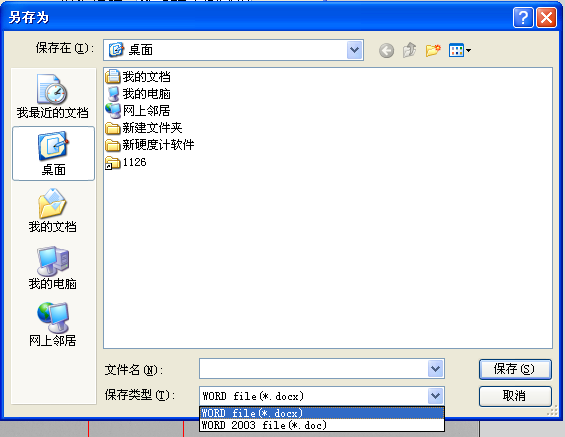 另存为
保存在(I):
桌面
我最近的文档
桌面
我的文档
我的电脑
网上邻居
我的文档
我的电脑
网上邻居
新建文件夹
新硬度计软件
1126
文件名(N):
保存(S)
保存类型(T):
WORD file(*.docx)
取消
WORD file(*.docx)
WORD 2003 file(*.doc)